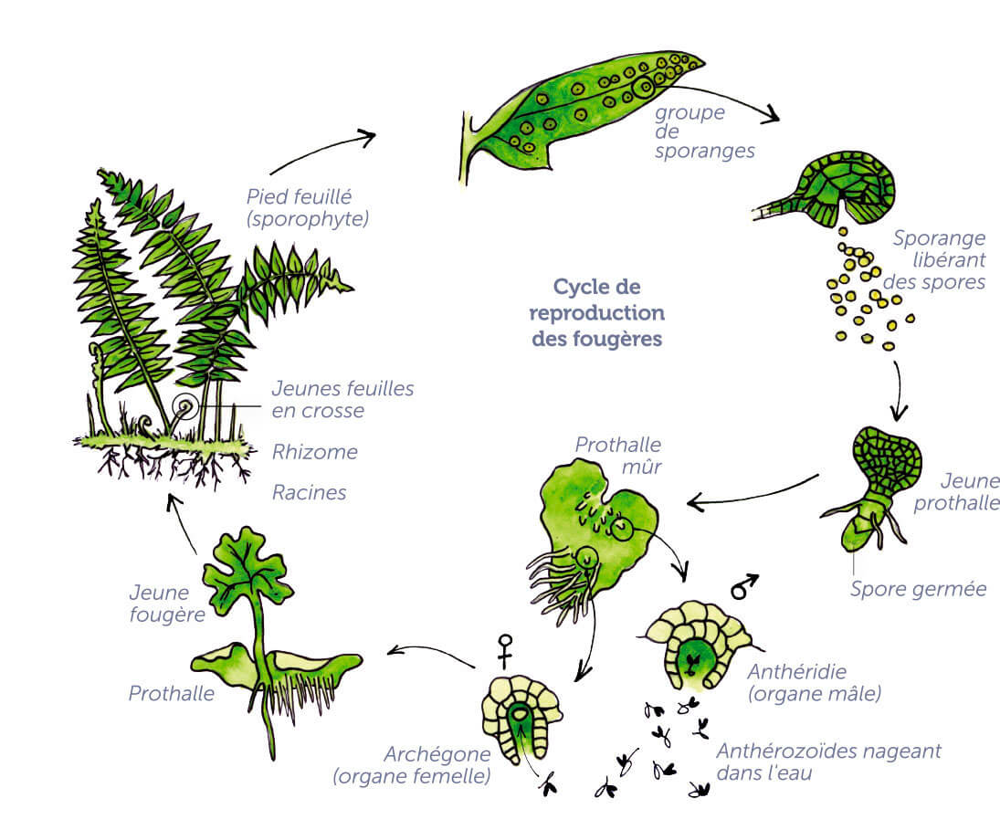 Cycle de
reproduction
des fougères
groupe
de
sporanges
Sporange
libérant
des spores
Jeune
prothalle
Spore germée
Prothalle
mûr
Anthéridie
(organe mâle)
Anthérozoïdes nageant
dans l'eau
Archégone
(organe femelle)
Jeune
fougère
Prothalle
Pied feuillé
(sporophyte)
Jeunes feuilles
en crosse
Rhizome
Racines